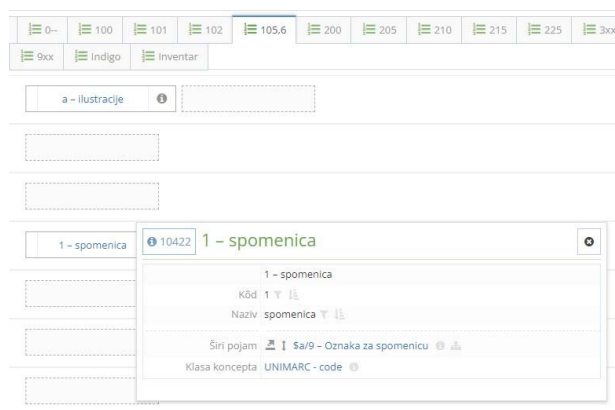 0-- 100 101 102 105,6 200 205 210 215 225 3xx
9xx Indigo Inventar
a – ilustracije
1 – spomenica
10422 1 – spomenica
1 – spomenica
Kôd 1
Naziv spomenica
Širi pojam $a/9 – Oznaka za spomenicu
Klasa koncepta UNIMARC - code